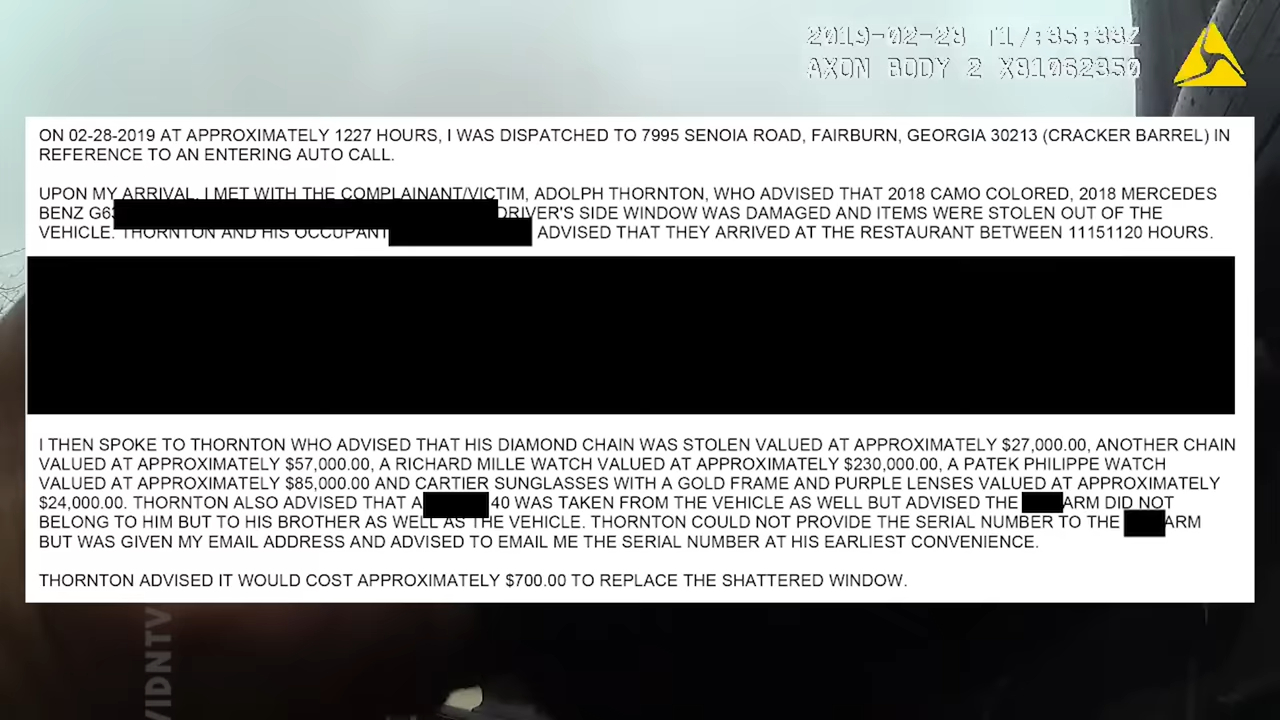 2019-02-28 T17:35:33Z
AXON BODY 2 X81062350
ON 02-28-2019 AT APPROXIMATELY 1227 HOURS, I WAS DISPATCHED TO 7995 SENOIA ROAD, FAIRBURN, GEORGIA 30213 (CRACKER BARREL) IN
REFERENCE TO AN ENTERING AUTO CALL.
UPON MY ARRIVAL, I MET WITH THE COMPLAINANT/VICTIM, ADOLPH THORNTON, WHO ADVISED THAT 2018 CAMO COLORED, 2018 MERCEDES
BENZ G63 DRIVER'S SIDE WINDOW WAS DAMAGED AND ITEMS WERE STOLEN OUT OF THE
VEHICLE. THORNTON AND HIS OCCUPANT ADVISED THAT THEY ARRIVED AT THE RESTAURANT BETWEEN 11151120 HOURS.
I THEN SPOKE TO THORNTON WHO ADVISED THAT HIS DIAMOND CHAIN WAS STOLEN VALUED AT APPROXIMATELY $27,000.00, ANOTHER CHAIN
VALUED AT APPROXIMATELY $57,000.00, A RICHARD MILLE WATCH VALUED AT APPROXIMATELY $230,000.00, A PATEK PHILIPPE WATCH
VALUED AT APPROXIMATELY $85,000.00 AND CARTIER SUNGLASSES WITH A GOLD FRAME AND PURPLE LENSES VALUED AT APPROXIMATELY
$24,000.00. THORNTON ALSO ADVISED THAT A 40 WAS TAKEN FROM THE VEHICLE AS WELL BUT ADVISED THE ARM DID NOT
BELONG TO HIM BUT TO HIS BROTHER AS WELL AS THE VEHICLE. THORNTON COULD NOT PROVIDE THE SERIAL NUMBER TO THE ARM
BUT WAS GIVEN MY EMAIL ADDRESS AND ADVISED TO EMAIL ME THE SERIAL NUMBER AT HIS EARLIEST CONVENIENCE.
THORNTON ADVISED IT WOULD COST APPROXIMATELY $700.00 TO REPLACE THE SHATTERED WINDOW.
VIDNTV